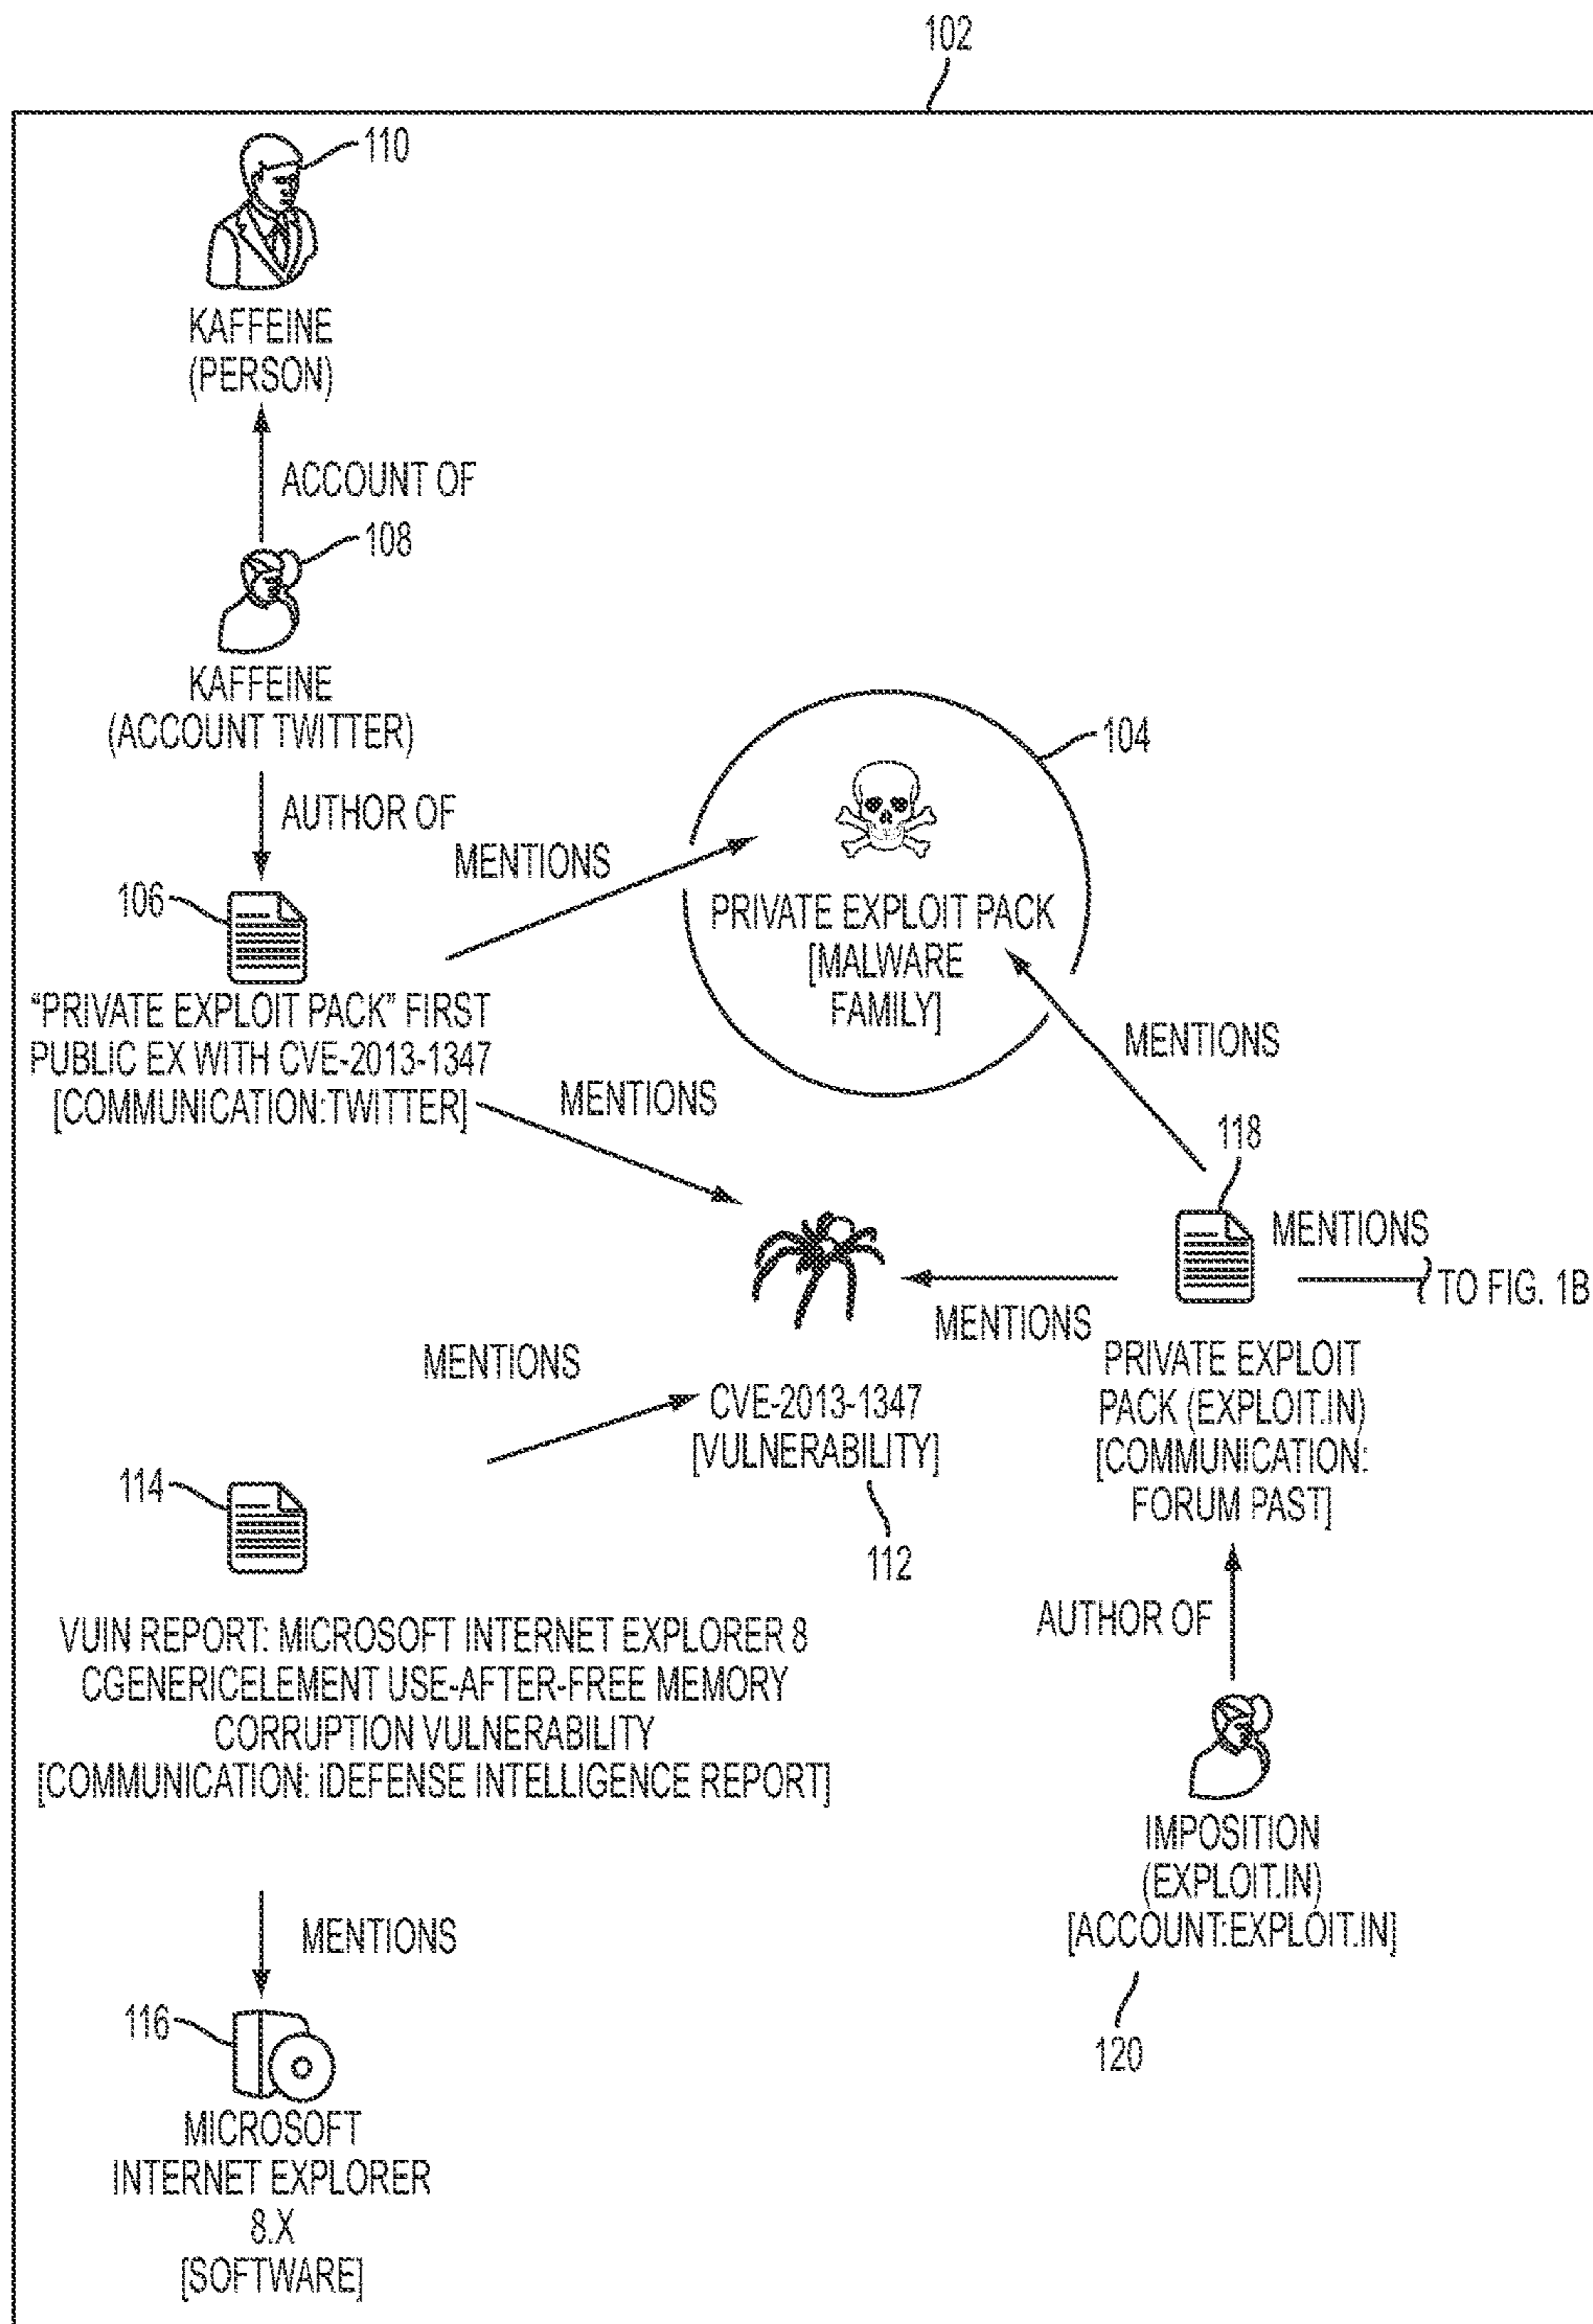 102
110
KAFFEINE
(PERSON)
ACCOUNT OF
108
KAFFEINE
(ACCOUNT TWITTER)
AUTHOR OF
MENTIONS
104
106
"PRIVATE EXPLOIT PACK" FIRST
PUBLIC EX WITH CVE-2013-1347
[COMMUNICATION:TWITTER]
PRIVATE EXPLOIT PACK
[MALWARE
FAMILY]
MENTIONS
MENTIONS
118
MENTIONS
TO FIG. 1B
MENTIONS
PRIVATE EXPLOIT
PACK (EXPLOIT.IN)
[COMMUNICATION:
FORUM PAST]
MENTIONS
CVE-2013-1347
[VULNERABILITY]
112
114
VUIN REPORT: MICROSOFT INTERNET EXPLORER 8
CGENERICELEMENT USE-AFTER-FREE MEMORY
CORRUPTION VULNERABILITY
[COMMUNICATION: iDEFENSE INTELLIGENCE REPORT]
AUTHOR OF
IMPOSITION
(EXPLOIT.IN)
[ACCOUNT:EXPLOIT.IN]
120
MENTIONS
116
MICROSOFT
INTERNET EXPLORER
8.X
[SOFTWARE]